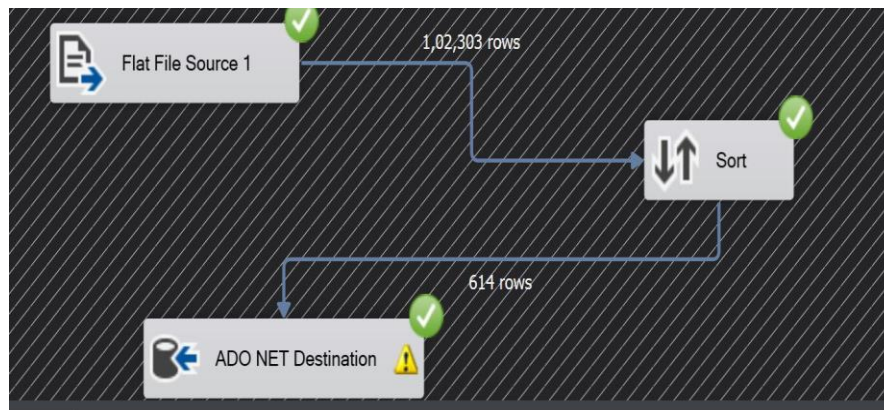 Flat File Source 1
1,02,303 rows
Sort
614 rows
ADO NET Destination